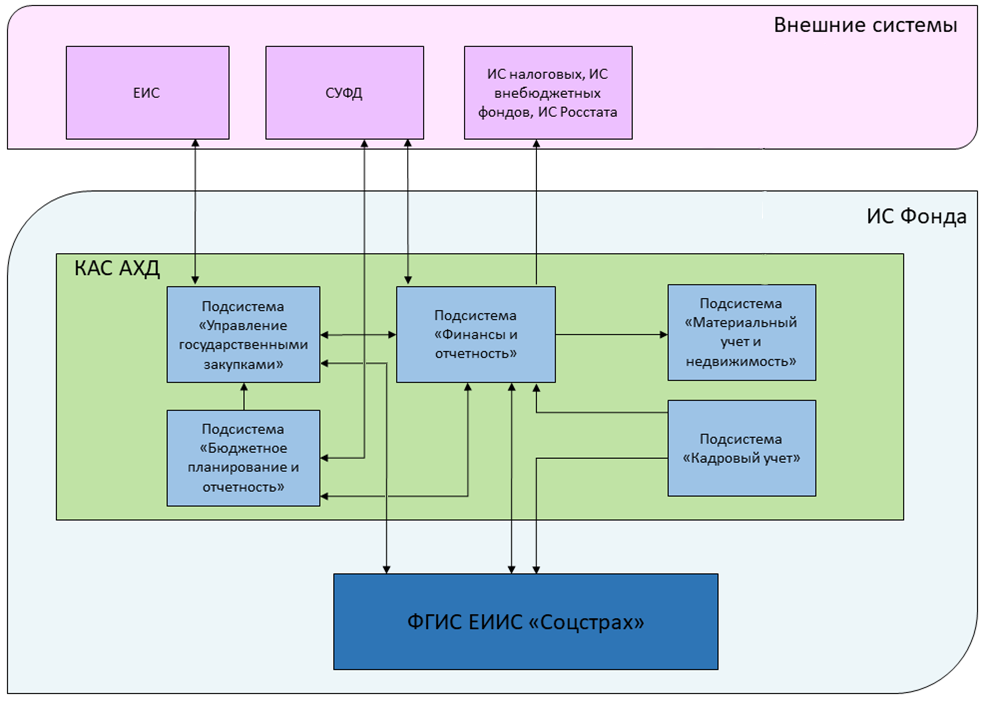 Внешние системы
ЕИС
СУФД
ИС налоговых, ИС
внебюджетных
фондов, ИС Росстата
ИС Фонда
КАС АХД
Подсистема
«Управление
государственными
закупками»
Подсистема
«Финансы и
отчетность»
Подсистема
«Материальный
учет и
недвижимость»
Подсистема
«Бюджетное
планирование и
отчетность»
Подсистема
«Кадровый учет»
ФГИС ЕИИС «Соцстрах»